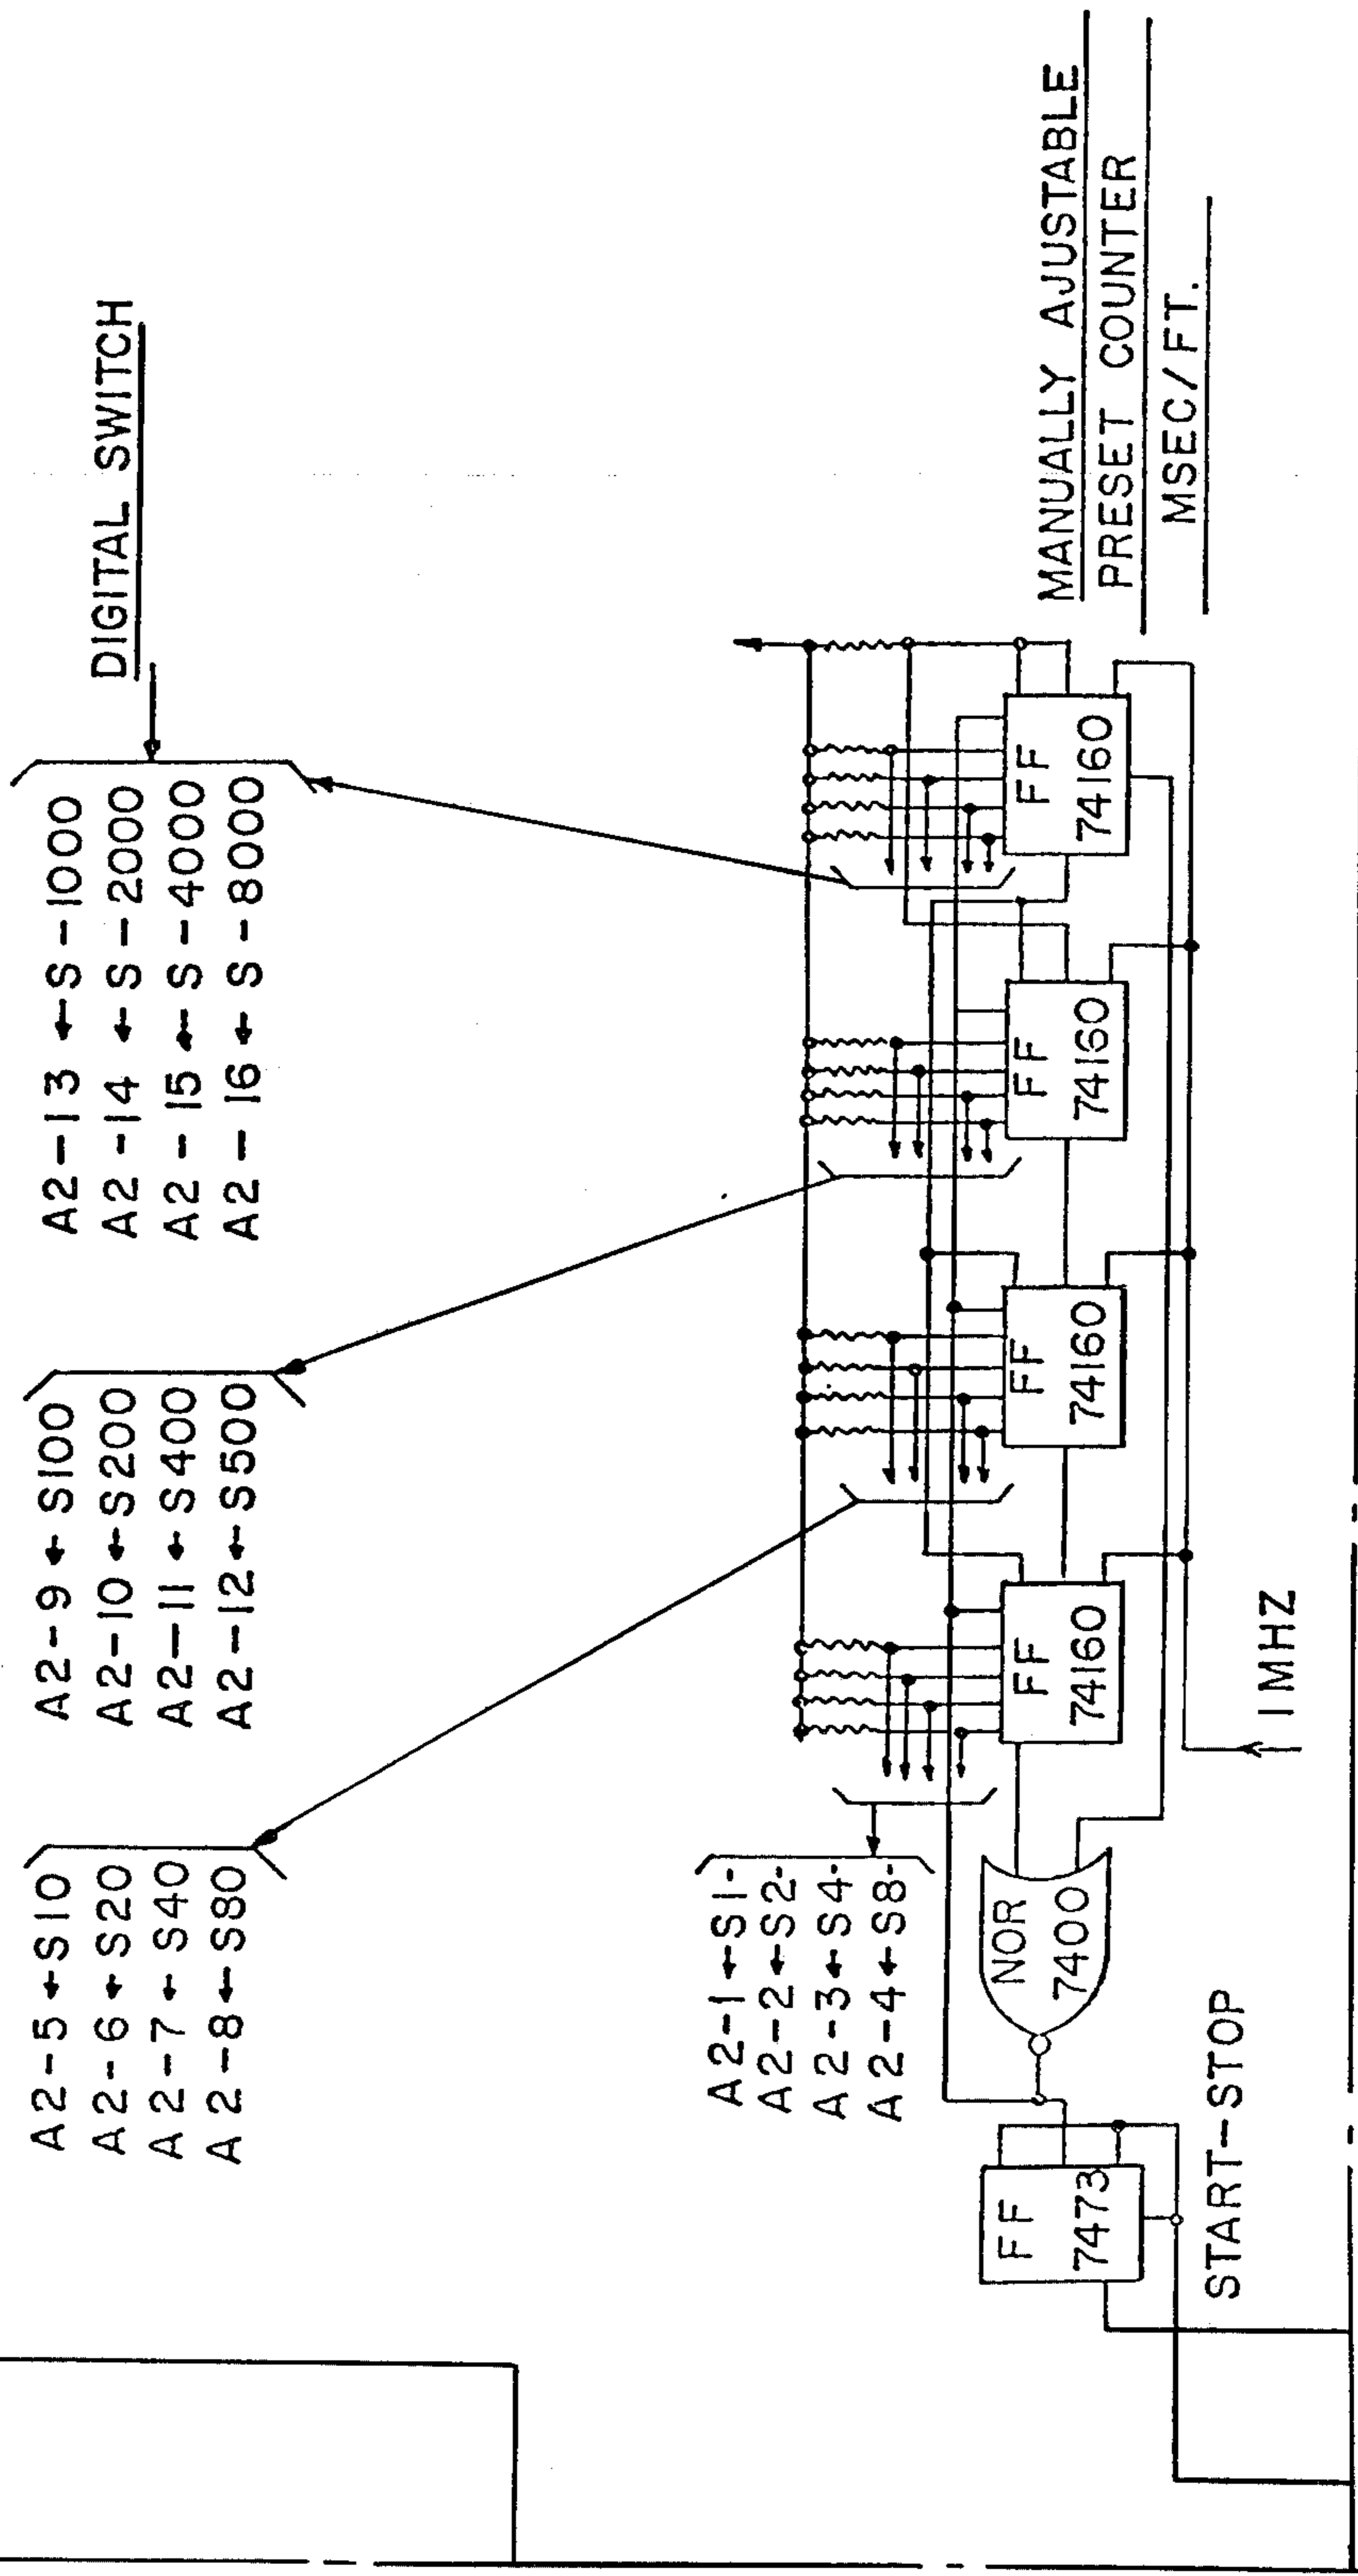 DIGITAL SWITCH
A2-5 ← S10
A2-6 ← S20
A2-7 ← S40
A2-8 ← S80
A2-9 ← S100
A2-10 ← S200
A2-11 ← S400
A2-12 ← S500
A2-13 ← S-1000
A2-14 ← S-2000
A2-15 ← S-4000
A2-16 ← S-8000
A2-1 ← S1-
A2-2 ← S2-
A2-3 ← S4-
A2-4 ← S8-
FF
7473
NOR
7400
FF
74160
FF
74160
FF
74160
FF
74160
START-STOP
1MHZ
MANUALLY AJUSTABLE
PRESET COUNTER
MSEC/FT.